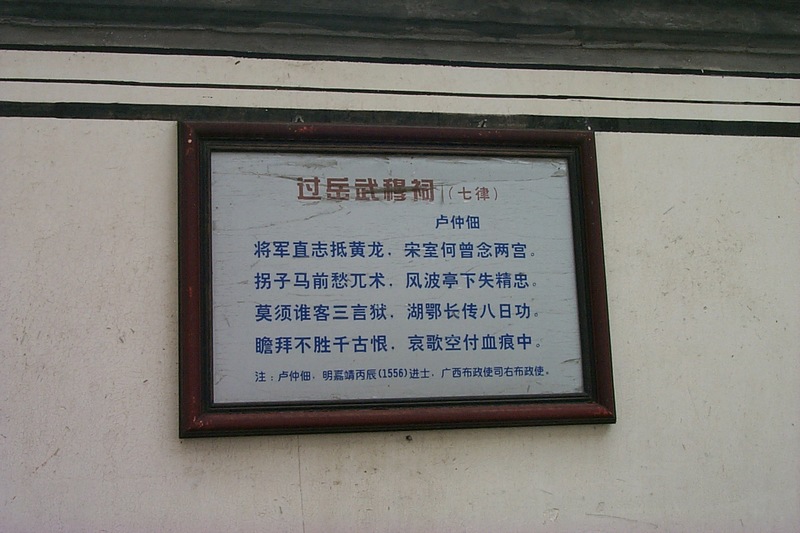 过岳武穆祠（七律）
卢仲佃
将军直志抵黄龙．宋室何曾念两宫。
拐子马前愁兀术．风波亭下失精忠。
莫须谁客三言狱．湖鄂长传八日功。
瞻拜不胜千古恨．哀歌空付血痕中。
注：卢仲佃．明嘉靖丙辰(1556)进士．广西布政使司右布政使。